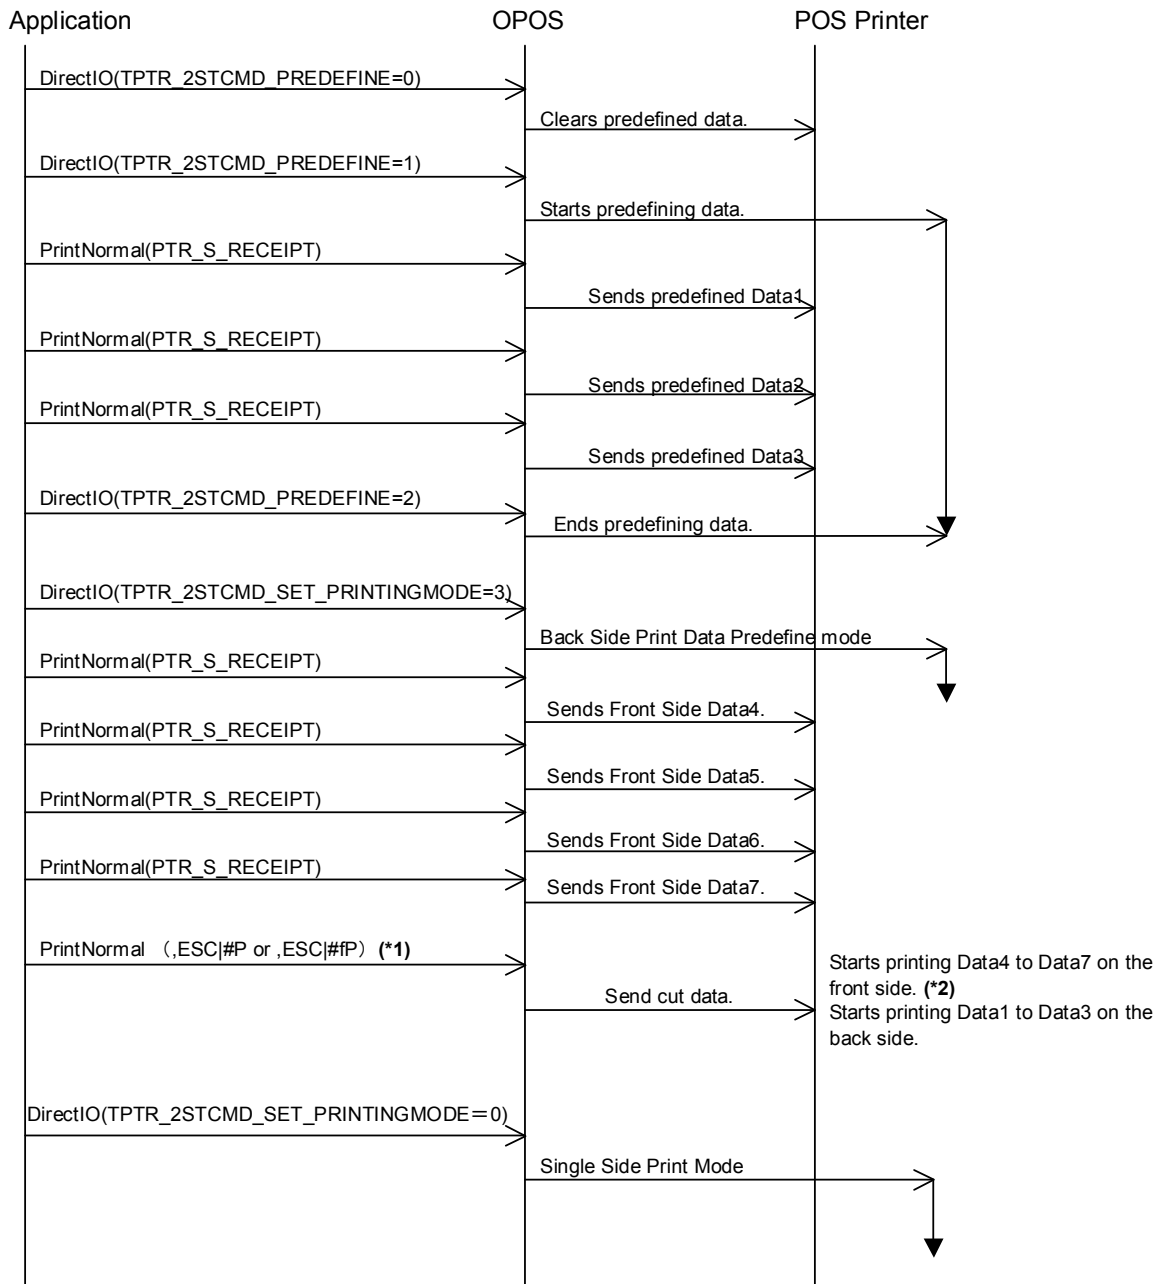 Application
OPOS
POS Printer
DirectIO(TPTR_2STCMD_PREDEFINE=0)
Clears predefined data.
DirectIO(TPTR_2STCMD_PREDEFINE=1)
Starts predefining data.
PrintNormal(PTR_S_RECEIPT)
Sends predefined Data1
PrintNormal(PTR_S_RECEIPT)
Sends predefined Data2
PrintNormal(PTR_S_RECEIPT)
Sends predefined Data3
DirectIO(TPTR_2STCMD_PREDEFINE=2)
Ends predefining data.
DirectIO(TPTR_2STCMD_SET_PRINTINGMODE=3)
Back Side Print Data Predefine mode
PrintNormal(PTR_S_RECEIPT)
Sends Front Side Data4.
PrintNormal(PTR_S_RECEIPT)
Sends Front Side Data5.
PrintNormal(PTR_S_RECEIPT)
Sends Front Side Data6.
PrintNormal(PTR_S_RECEIPT)
Sends Front Side Data7.
PrintNormal （,ESC|#P or ,ESC|#fP） (*1)
Send cut data.
Starts printing Data4 to Data7 on the
front side. (*2)
Starts printing Data1 to Data3 on the
back side.
DirectIO(TPTR_2STCMD_SET_PRINTINGMODE＝0)
Single Side Print Mode